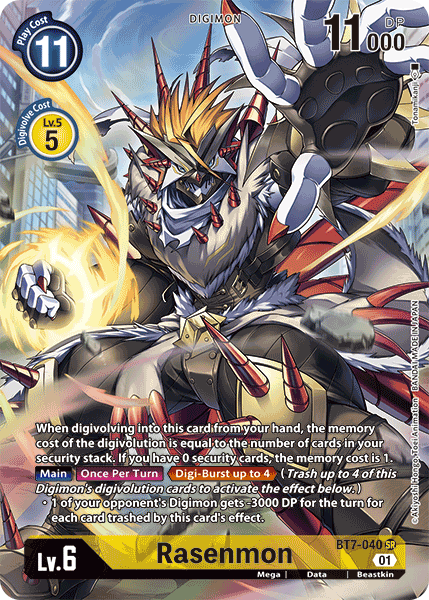 Play Cost
11
DIGIMON
DP
11000
Digivolve Cost
Lv.5
5
Tonamikanji
©Akiyoshi Hongo, Toei Animation・BANDAI MADE IN JAPAN
When digivolving into this card from your hand, the memory
cost of the digivolution is equal to the number of cards in your
security stack. If you have 0 security cards, the memory cost is 1.
Main Once Per Turn Digi-Burst up to 4 (Trash up to 4 of this
Digimon's digivolution cards to activate the effect below.)
• 1 of your opponent's Digimon gets -3000 DP for the turn for
each card trashed by this card's effect.
BT7-040 SR
Lv.6
Rasenmon
01
Mega | Data | Beastkin